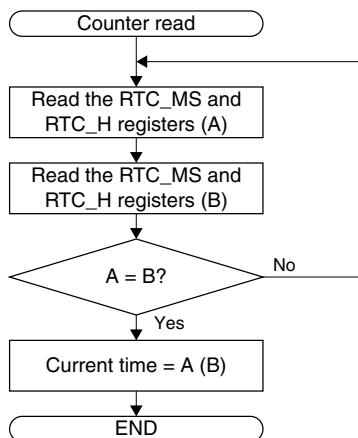 Counter read
Read the RTC_MS and
RTC_H registers (A)
Read the RTC_MS and
RTC_H registers (B)
A = B?
No
Yes
Current time = A (B)
END